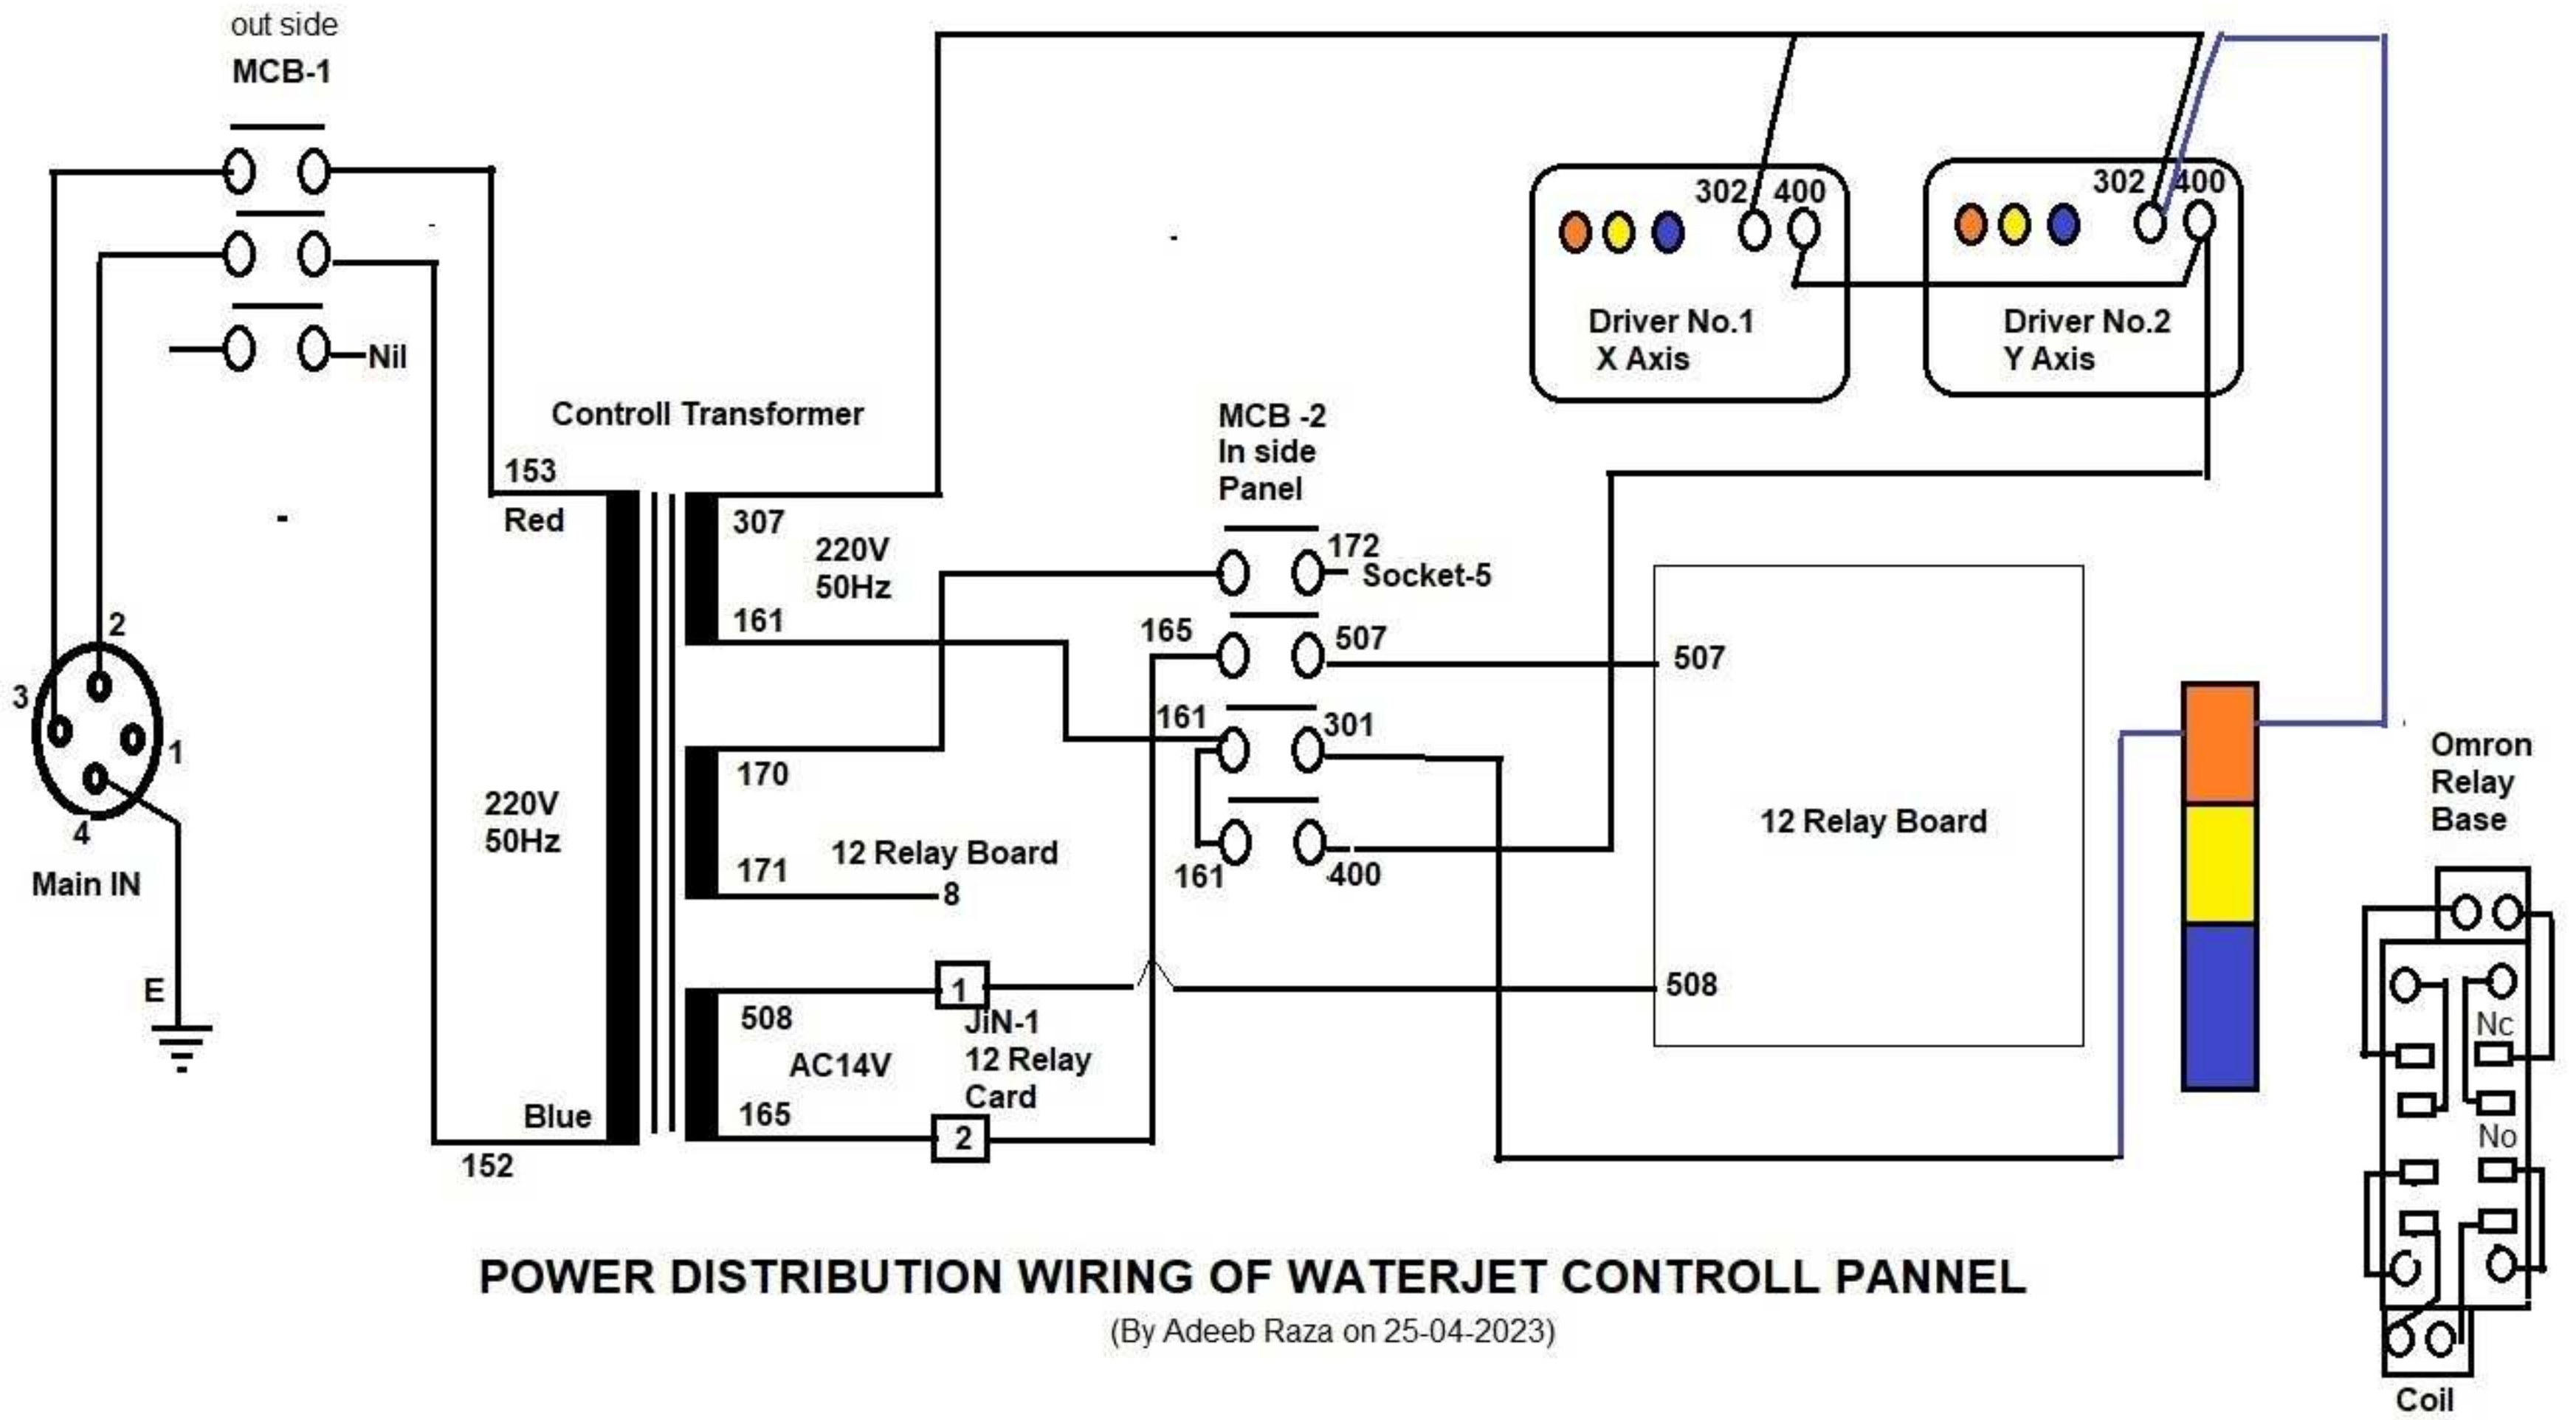 out side
MCB-1
Nil
302
400
302
400
Driver No.1
X Axis
Driver No.2
Y Axis
Controll Transformer
MCB -2
In side
Panel
153
Red
307
220V
50Hz
161
172
Socket-5
165
507
507
161
301
2
3
1
4
Main IN
E
220V
50Hz
170
171
12 Relay Board
8
161
400
12 Relay Board
Omron
Relay
Base
508
1
JiN-1
12 Relay
Card
AC14V
165
2
508
Blue
152
Nc
No
Coil
POWER DISTRIBUTION WIRING OF WATERJET CONTROLL PANNEL
(By Adeeb Raza on 25-04-2023)